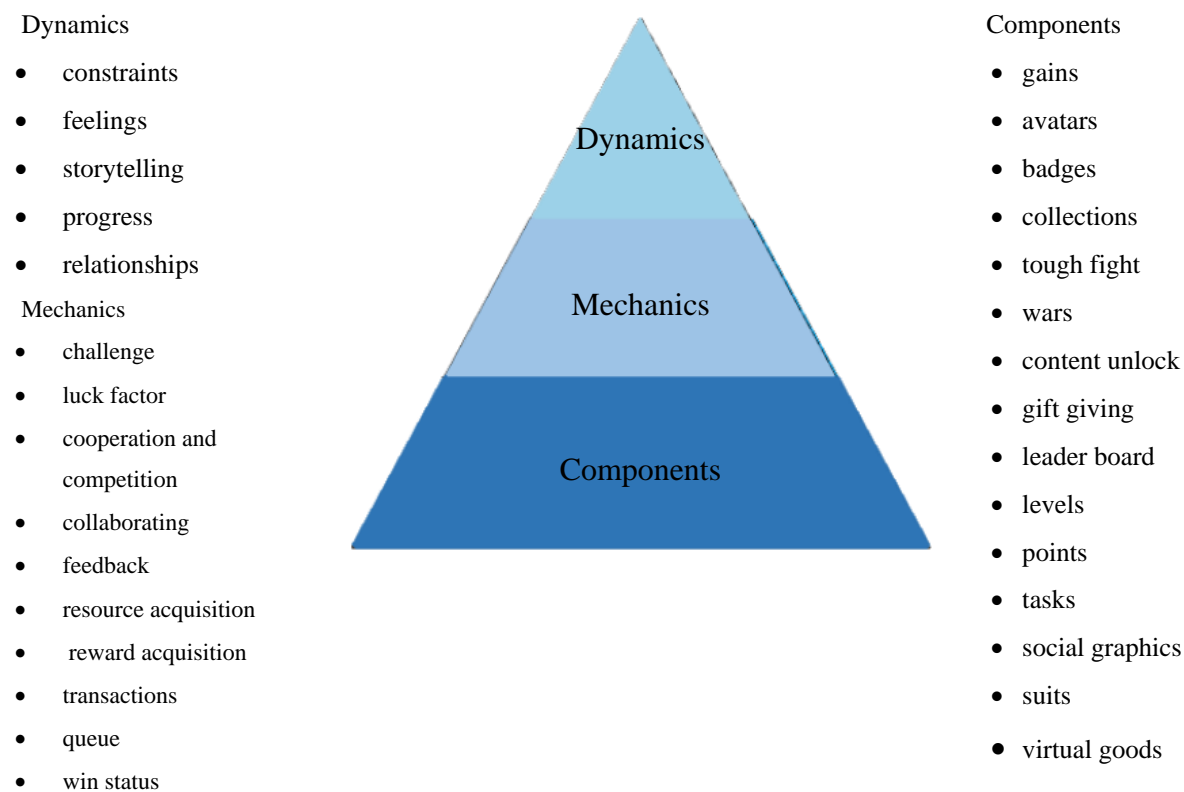 Dynamics
• constraints
• feelings
• storytelling
• progress
• relationships
Mechanics
• challenge
• luck factor
• cooperation and
competition
• collaborating
• feedback
• resource acquisition
• reward acquisition
• transactions
• queue
• win status
Dynamics
Mechanics
Components
Components
• gains
• avatars
• badges
• collections
• tough fight
• wars
• content unlock
• gift giving
• leader board
• levels
• points
• tasks
• social graphics
• suits
• virtual goods